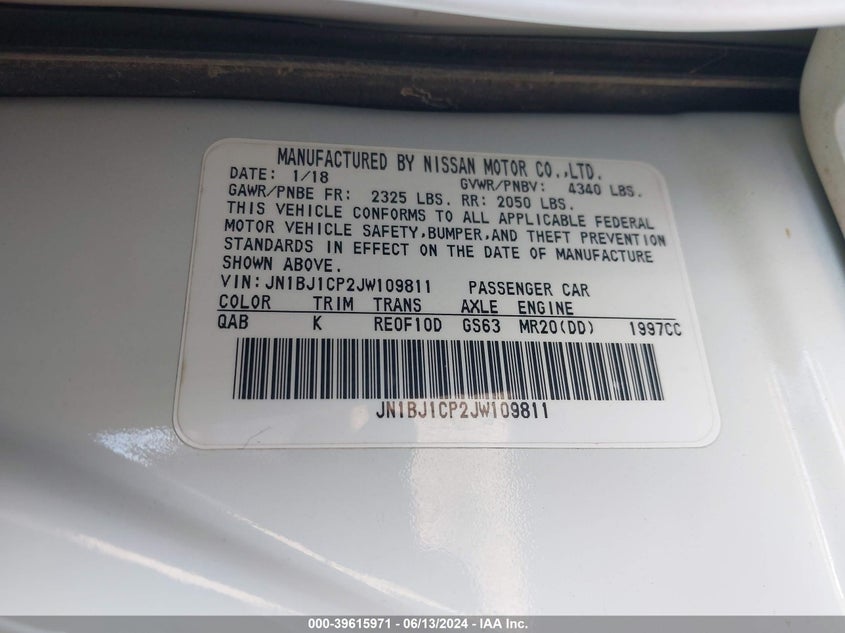 MANUFACTURED BY NISSAN MOTOR CO.,LTD.
DATE: 1/18 GVWR/PNBV: 4340 LBS.
GAWR/PNBE FR: 2325 LBS. RR: 2050 LBS.
THIS VEHICLE CONFORMS TO ALL APPLICABLE FEDERAL
MOTOR VEHICLE SAFETY,BUMPER,AND THEFT PREVENTION
STANDARDS IN EFFECT ON THE DATE OF MANUFACTURE
SHOWN ABOVE.
VIN:JN1BJ1CP2JW109811 PASSENGER CAR
COLOR TRIM TRANS AXLE ENGINE
QAB K RE0F10D GS63 MR20(DD) 1997CC
JN1BJ1CP2JW109811
000-39615971 - 06/13/2024 - IAA Inc.